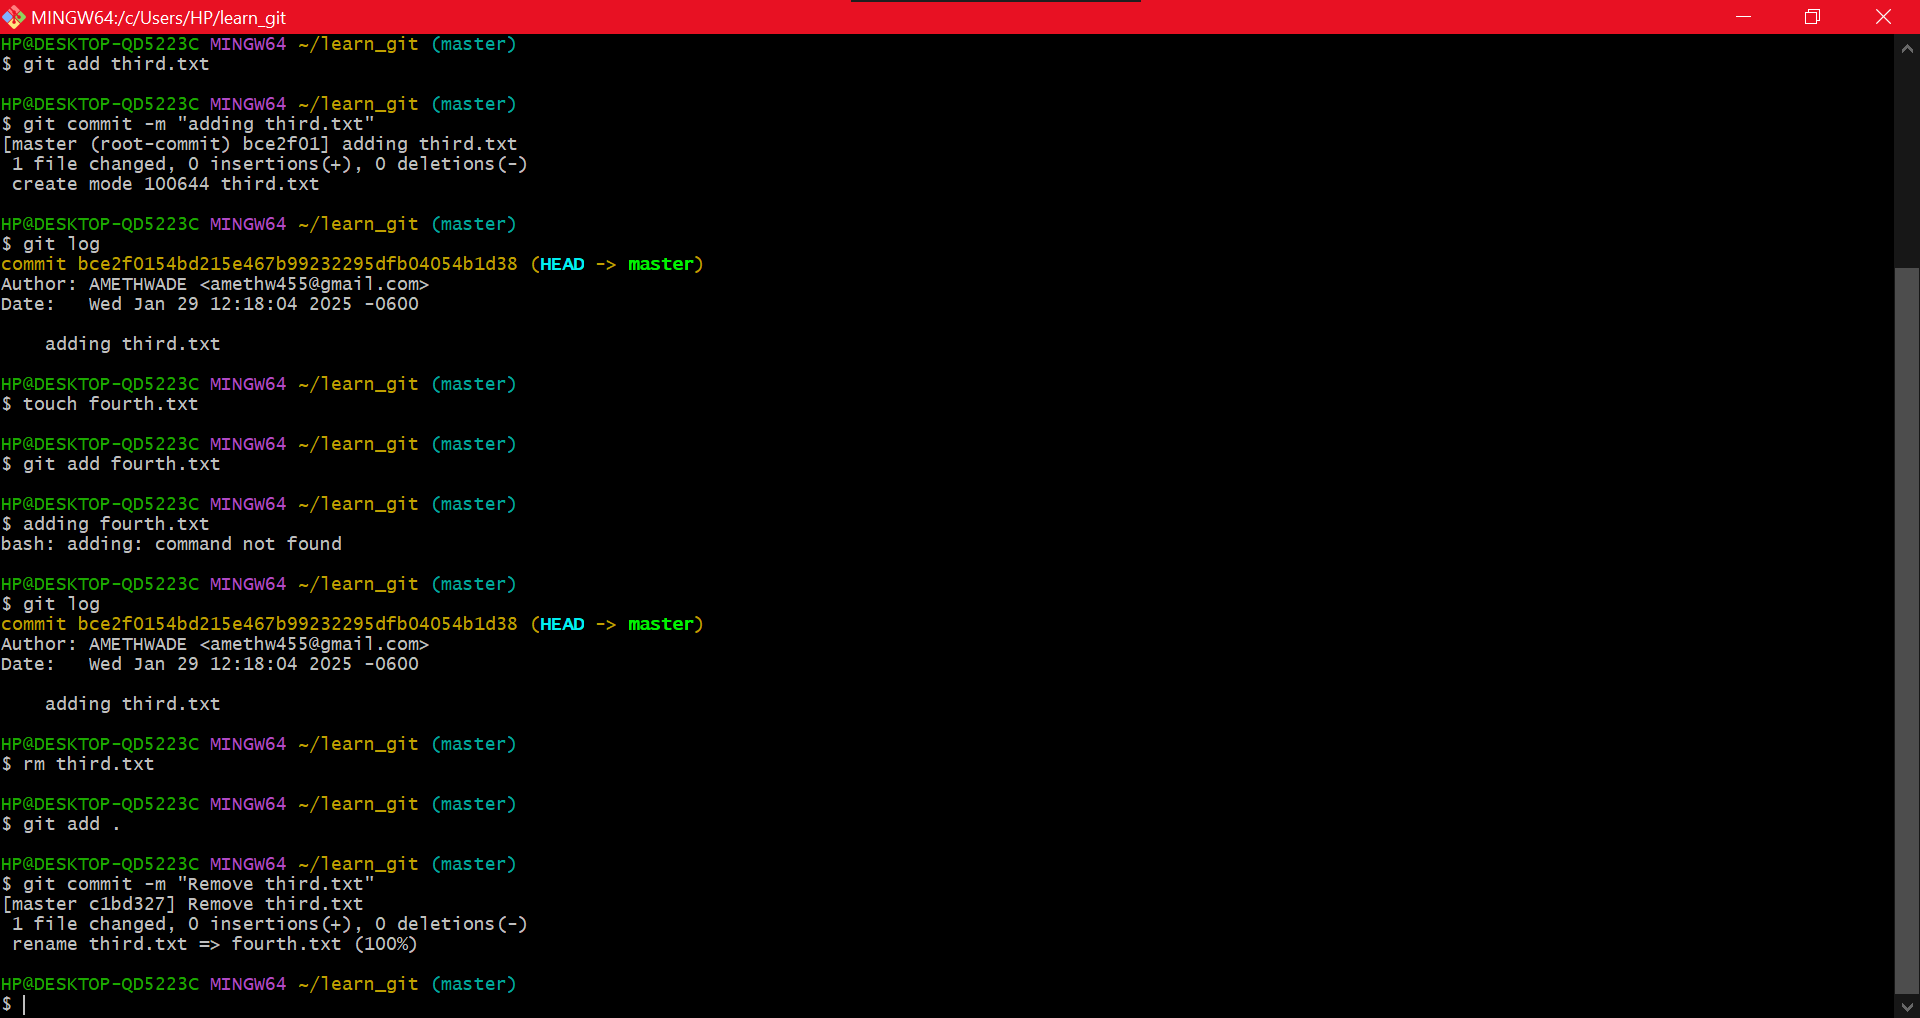 MINGW64:/c/Users/HP/learn_git
HP@DESKTOP-QD5223C MINGW64 ~/learn_git (master)
$ git add third.txt
HP@DESKTOP-QD5223C MINGW64 ~/learn_git (master)
$ git commit -m "adding third.txt"
[master (root-commit) bce2f01] adding third.txt
 1 file changed, 0 insertions(+), 0 deletions(-)
 create mode 100644 third.txt
HP@DESKTOP-QD5223C MINGW64 ~/learn_git (master)
$ git log
commit bce2f0154bd215e467b99232295dfb04054b1d38 (HEAD -> master)
Author: AMETHWADE <amethw455@gmail.com>
Date:   Wed Jan 29 12:18:04 2025 -0600
    adding third.txt
HP@DESKTOP-QD5223C MINGW64 ~/learn_git (master)
$ touch fourth.txt
HP@DESKTOP-QD5223C MINGW64 ~/learn_git (master)
$ git add fourth.txt
HP@DESKTOP-QD5223C MINGW64 ~/learn_git (master)
$ adding fourth.txt
bash: adding: command not found
HP@DESKTOP-QD5223C MINGW64 ~/learn_git (master)
$ git log
commit bce2f0154bd215e467b99232295dfb04054b1d38 (HEAD -> master)
Author: AMETHWADE <amethw455@gmail.com>
Date:   Wed Jan 29 12:18:04 2025 -0600
    adding third.txt
HP@DESKTOP-QD5223C MINGW64 ~/learn_git (master)
$ rm third.txt
HP@DESKTOP-QD5223C MINGW64 ~/learn_git (master)
$ git add .
HP@DESKTOP-QD5223C MINGW64 ~/learn_git (master)
$ git commit -m "Remove third.txt"
[master c1bd327] Remove third.txt
 1 file changed, 0 insertions(+), 0 deletions(-)
 rename third.txt => fourth.txt (100%)
HP@DESKTOP-QD5223C MINGW64 ~/learn_git (master)
$